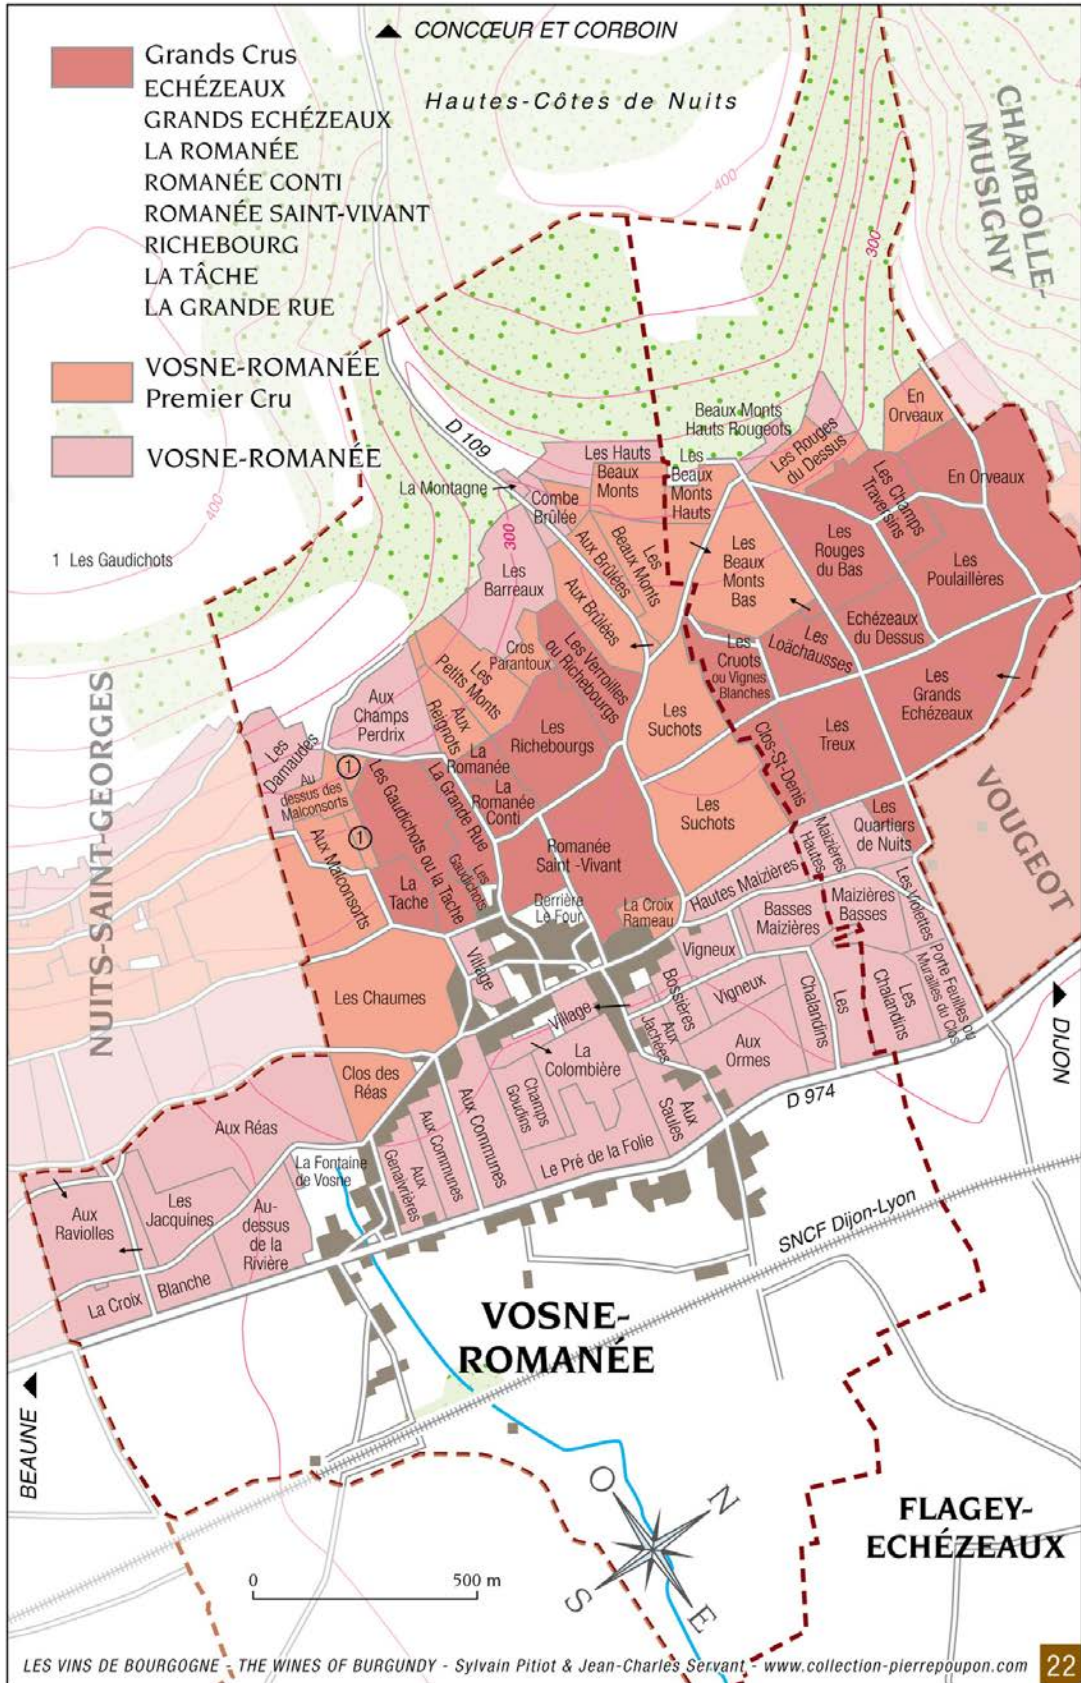 CONCŒUR ET CORBOIN
Hautes-Côtes de Nuits
Grands Crus
ECHÉZEAUX
GRANDS ECHÉZEAUX
LA ROMANÉE
ROMANÉE CONTI
ROMANÉE SAINT-VIVANT
RICHEBOURG
LA TÂCHE
LA GRANDE RUE
VOSNE-ROMANÉE
Premier Cru
VOSNE-ROMANÉE
1 Les Gaudichots
CHAMBOLLE-
MUSIGNY
400
300
400
300
D 109
En
Orveaux
Beaux Monts
Hauts Rougeots
Les Rouges
du Dessus
Les Hauts
Beaux
Monts
Les
Beaux
Monts
Hauts
La Montagne
Combe
Brûlée
En Orveaux
Les Champs
Traversins
Les
Barreaux
Aux Brûlées
Les
Beaux Monts
Les
Beaux
Monts
Bas
Les
Rouges
du Bas
Les
Poulaillères
Aux Brûlées
Echézeaux
du Dessus
Cros
Parantoux
Les Verroilles
ou Richebourgs
Les
Cruots
ou Vignes
Blanches
Les
Loächausses
Les
Grands
Echézeaux
Les
Petits Monts
Aux
Reignots
Aux
Champs
Perdrix
Les
Richebourgs
Les
Suchots
Les
Treux
Clos-St-Denis
Les
Damaudes
1
Au
dessus des
Malconsorts
La
Romanée
La
Romanée
Conti
La Grande Rue
Les Gaudichots ou la Tache
Les
Suchots
Les
Quartiers
de Nuits
VOUGEOT
NUITS-SAINT-GEORGES
1
Aux Malconsorts
La
Tache
Les
Gaudichots
Romanée
Saint -Vivant
Maizières
Hautes
Hautes Maizières
Derrière
Le Four
La Croix
Rameau
Basses
Maizières
Maizières
Basses
Les Violettes
Porte Feuilles ou
Murailles du Clos
Village
Vigneux
Les Chaumes
Village
Bossières
Vigneux
Les
Chalandins
Les
Chalandins
Aux
Jachées
Aux
Ormes
La
Colombière
Clos des
Réas
Champs
Goudins
Aux
Saules
D 974
DIJON
Aux Réas
Aux Communes
Aux Communes
Aux
Genaivrières
Le Pré de la Folie
La Fontaine
de Vosne
Aux
Raviolles
Les
Jacquines
Au-
dessus
de la
Rivière
La Croix Blanche
SNCF Dijon-Lyon
VOSNE-
ROMANÉE
BEAUNE
FLAGEY-
ECHÉZEAUX
O
N
S
E
0 500 m
LES VINS DE BOURGOGNE - THE WINES OF BURGUNDY - Sylvain Pitiot & Jean-Charles Servant - www.collection-pierrepoupon.com
22